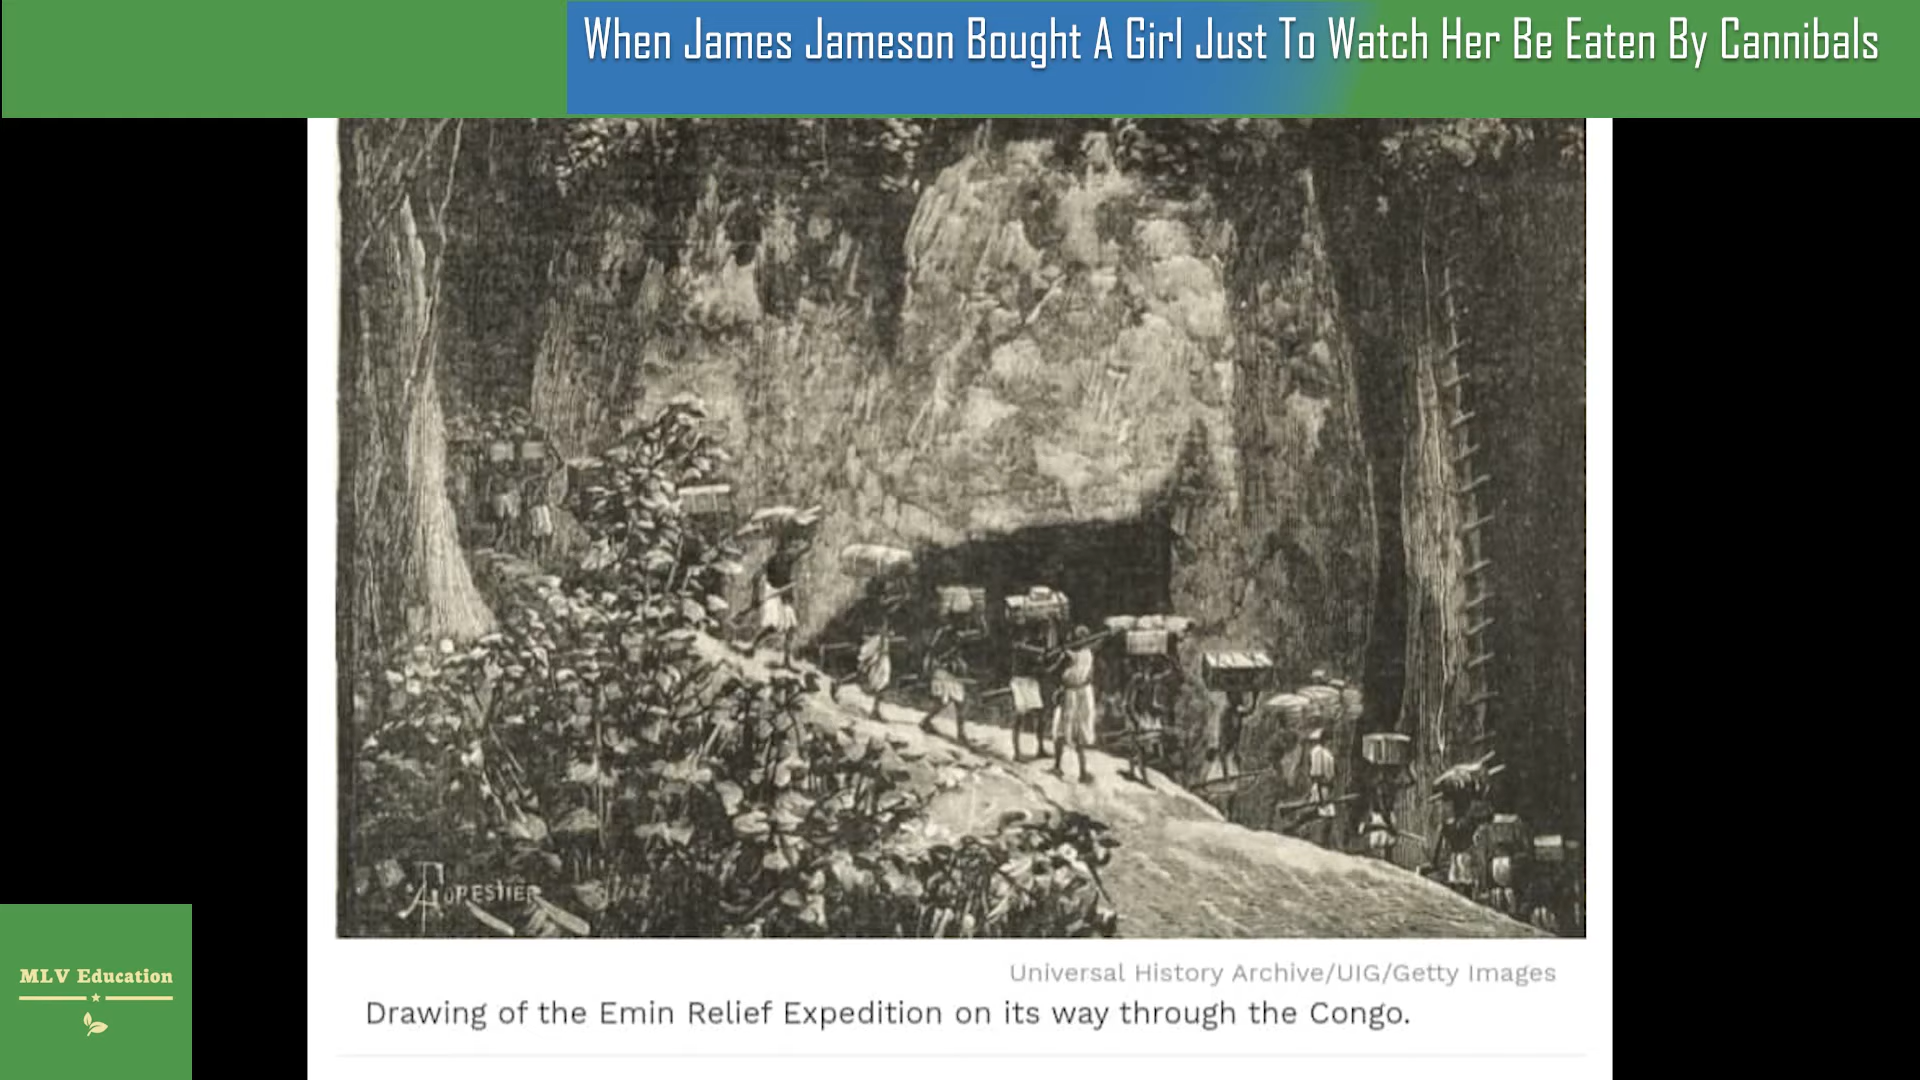 When James Jameson Bought A Girl Just To Watch Her Be Eaten By Cannibals
FORESTIER
Universal History Archive/UIG/Getty Images
Drawing of the Emin Relief Expedition on its way through the Congo.
MLV Education